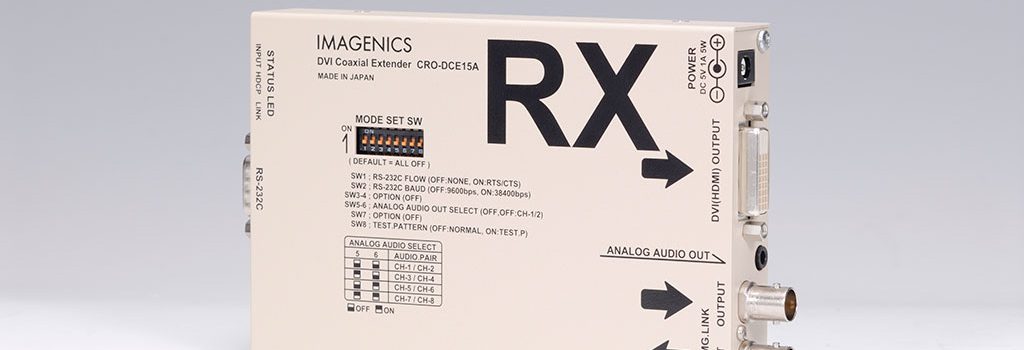 IMAGENICS
DVI Coaxial Extender CRO-DCE15A
MADE IN JAPAN
RX
STATUS LED
INPUT HDCP LINK
RS-232C
POWER
DC 5V 1A 5W
DVI(HDMI) OUTPUT
MODE SET SW
ON
ON
1 2 3 4 5 6 7 8
( DEFAULT = ALL OFF )
SW1 ; RS-232C FLOW (OFF:NONE, ON:RTS/CTS)
SW2 ; RS-232C BAUD (OFF:9600bps, ON:38400bps)
SW3-4 ; OPTION (OFF)
SW5-6 ; ANALOG AUDIO OUT SELECT (OFF,OFF:CH-1/2)
SW7 ; OPTION (OFF)
SW8 ; TEST.PATTERN (OFF:NORMAL, ON:TEST.P)
ANALOG AUDIO SELECT
5 6 AUDIO.PAIR
CH-1 / CH-2
CH-3 / CH-4
CH-5 / CH-6
CH-7 / CH-8
OFF ON
ANALOG AUDIO OUT
OUTPUT
MG.LINK